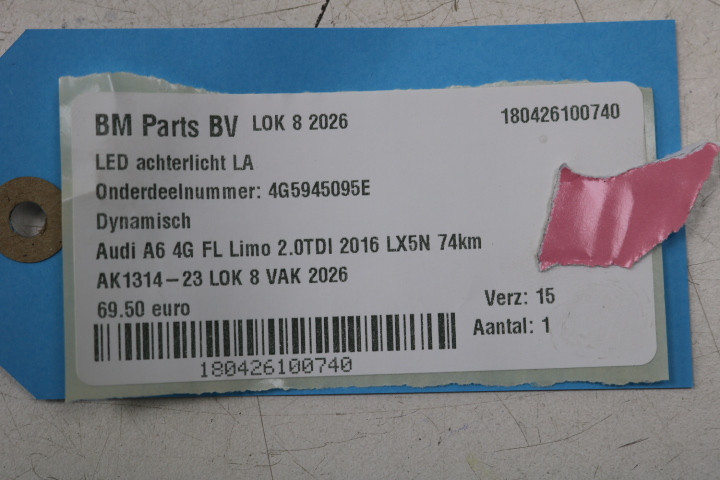 BM Parts BV LOK 8 2026 180426100740
LED achterlicht LA
Onderdeelnummer: 4G5945095E
Dynamisch
Audi A6 4G FL Limo 2.0TDI 2016 LX5N 74km
AK1314-23 LOK 8 VAK 2026
69.50 euro
Verz: 15
Aantal: 1
180426100740